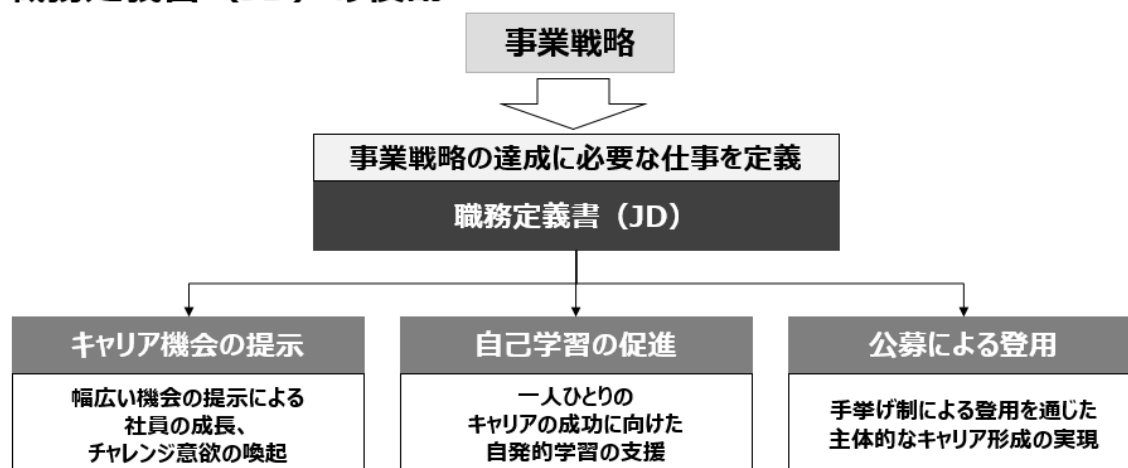 事業戦略
事業戦略の達成に必要な仕事を定義
職務定義書（JD）
キャリア機会の提示
幅広い機会の提示による
社員の成長、
チャレンジ意欲の喚起
自己学習の促進
一人ひとりの
キャリアの成功に向けた
自発的学習の支援
公募による登用
手挙げ制による登用を通じた
主体的なキャリア形成の実現